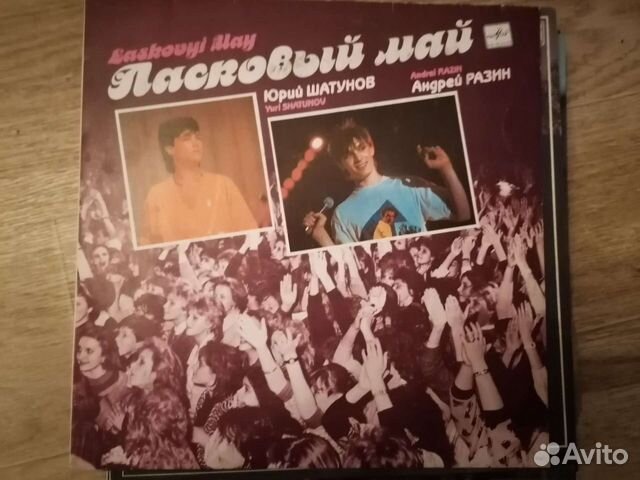 Laskovyi May
Ласковый май
Юрий ШАТУНОВ
Yuri SHATUNOV
Andrei RAZIN
Андрей РАЗИН
Avito